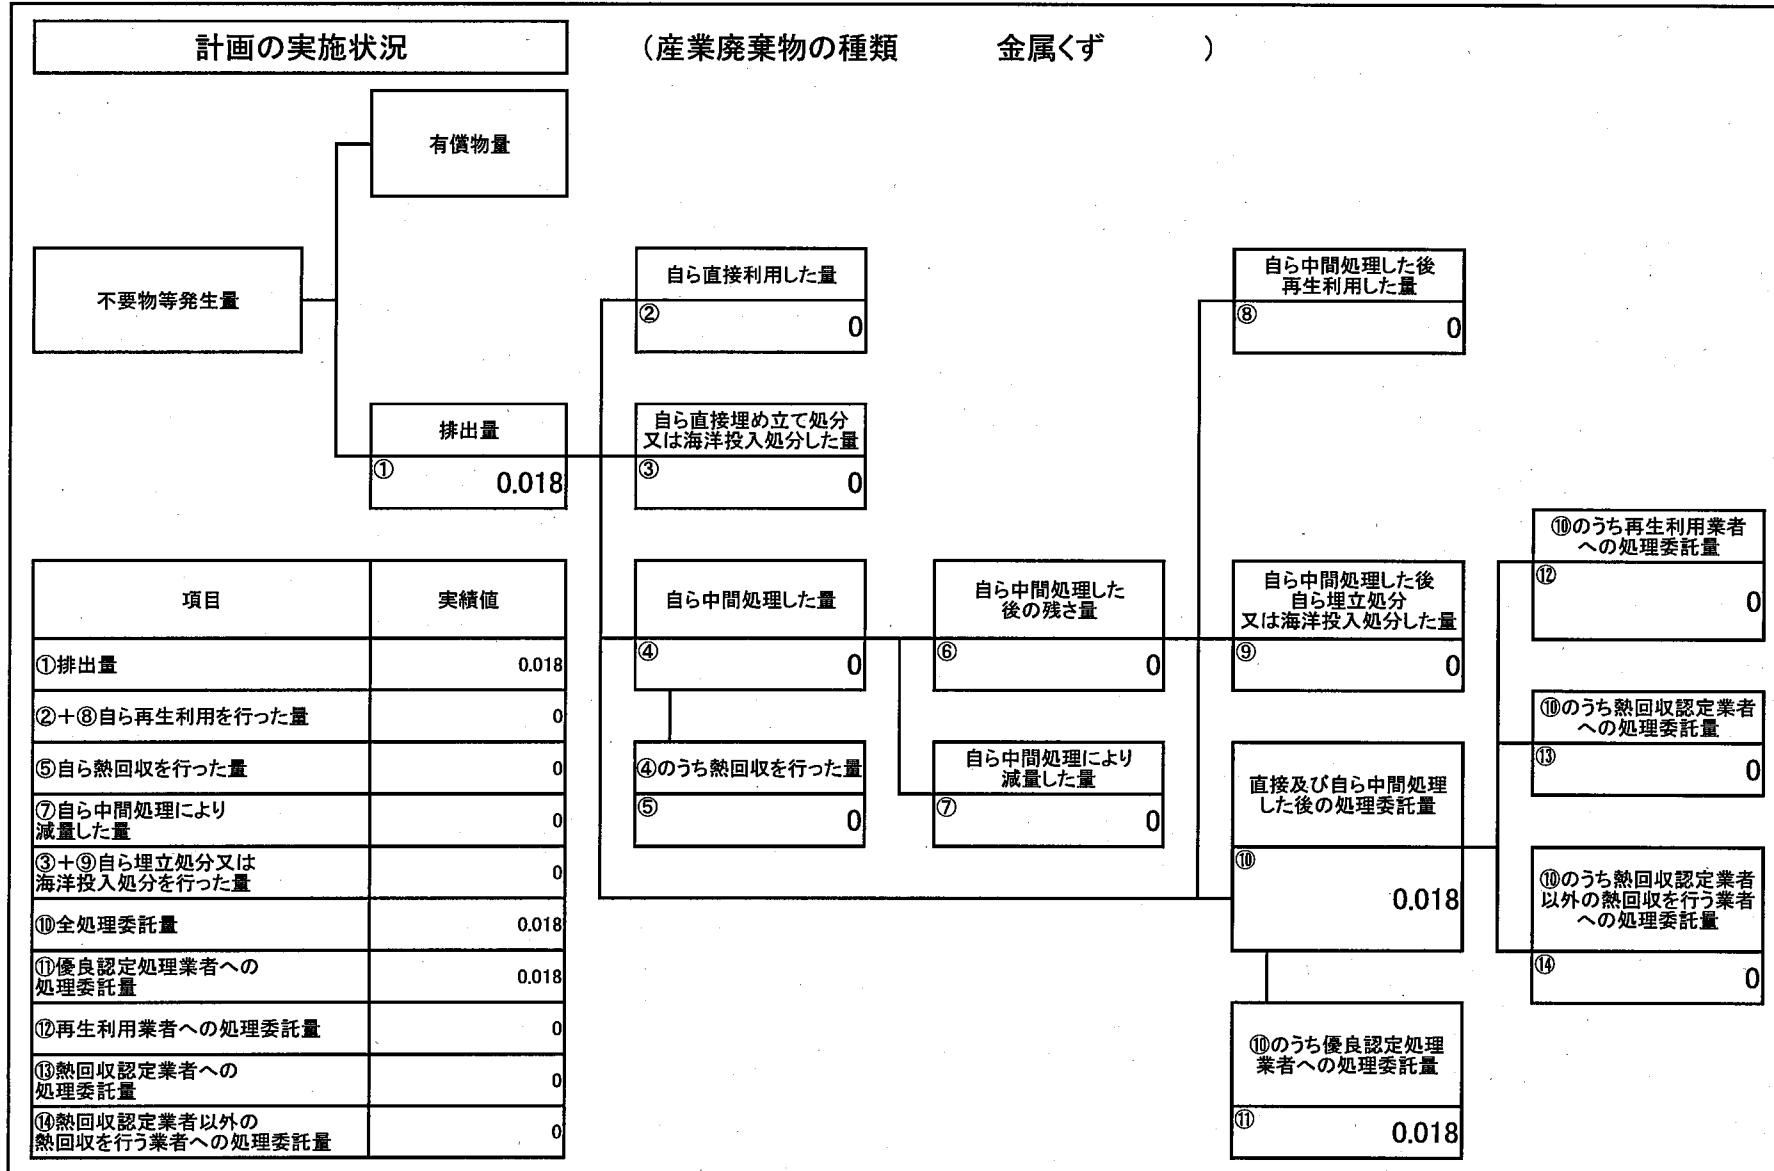 計画の実施状況
（産業廃棄物の種類　金属くず　）
有償物量
不要物等発生量
排出量
①
0.018
自ら直接利用した量
②
0
自ら直接埋め立て処分
又は海洋投入処分した量
③
0
自ら中間処理した量
④
0
④のうち熱回収を行った量
⑤
0
自ら中間処理した
後の残さ量
⑥
0
自ら中間処理により
減量した量
⑦
0
自ら中間処理した後
再生利用した量
⑧
0
自ら中間処理した後
自ら埋立処分
又は海洋投入処分した量
⑨
0
直接及び自ら中間処理
した後の処理委託量
⑩
0.018
⑩のうち優良認定処理
業者への処理委託量
⑪
0.018
⑩のうち再生利用業者
への処理委託量
⑫
0
⑩のうち熱回収認定業者
への処理委託量
⑬
0
⑩のうち熱回収認定業者
以外の熱回収を行う業者
への処理委託量
⑭
0
項目 実績値
①排出量 0.018
②＋⑧自ら再生利用を行った量 0
⑤自ら熱回収を行った量 0
⑦自ら中間処理により
減量した量 0
③＋⑨自ら埋立処分又は
海洋投入処分を行った量 0
⑩全処理委託量 0.018
⑪優良認定処理業者への
処理委託量 0.018
⑫再生利用業者への処理委託量 0
⑬熱回収認定業者への
処理委託量 0
⑭熱回収認定業者以外の
熱回収を行う業者への処理委託量 0